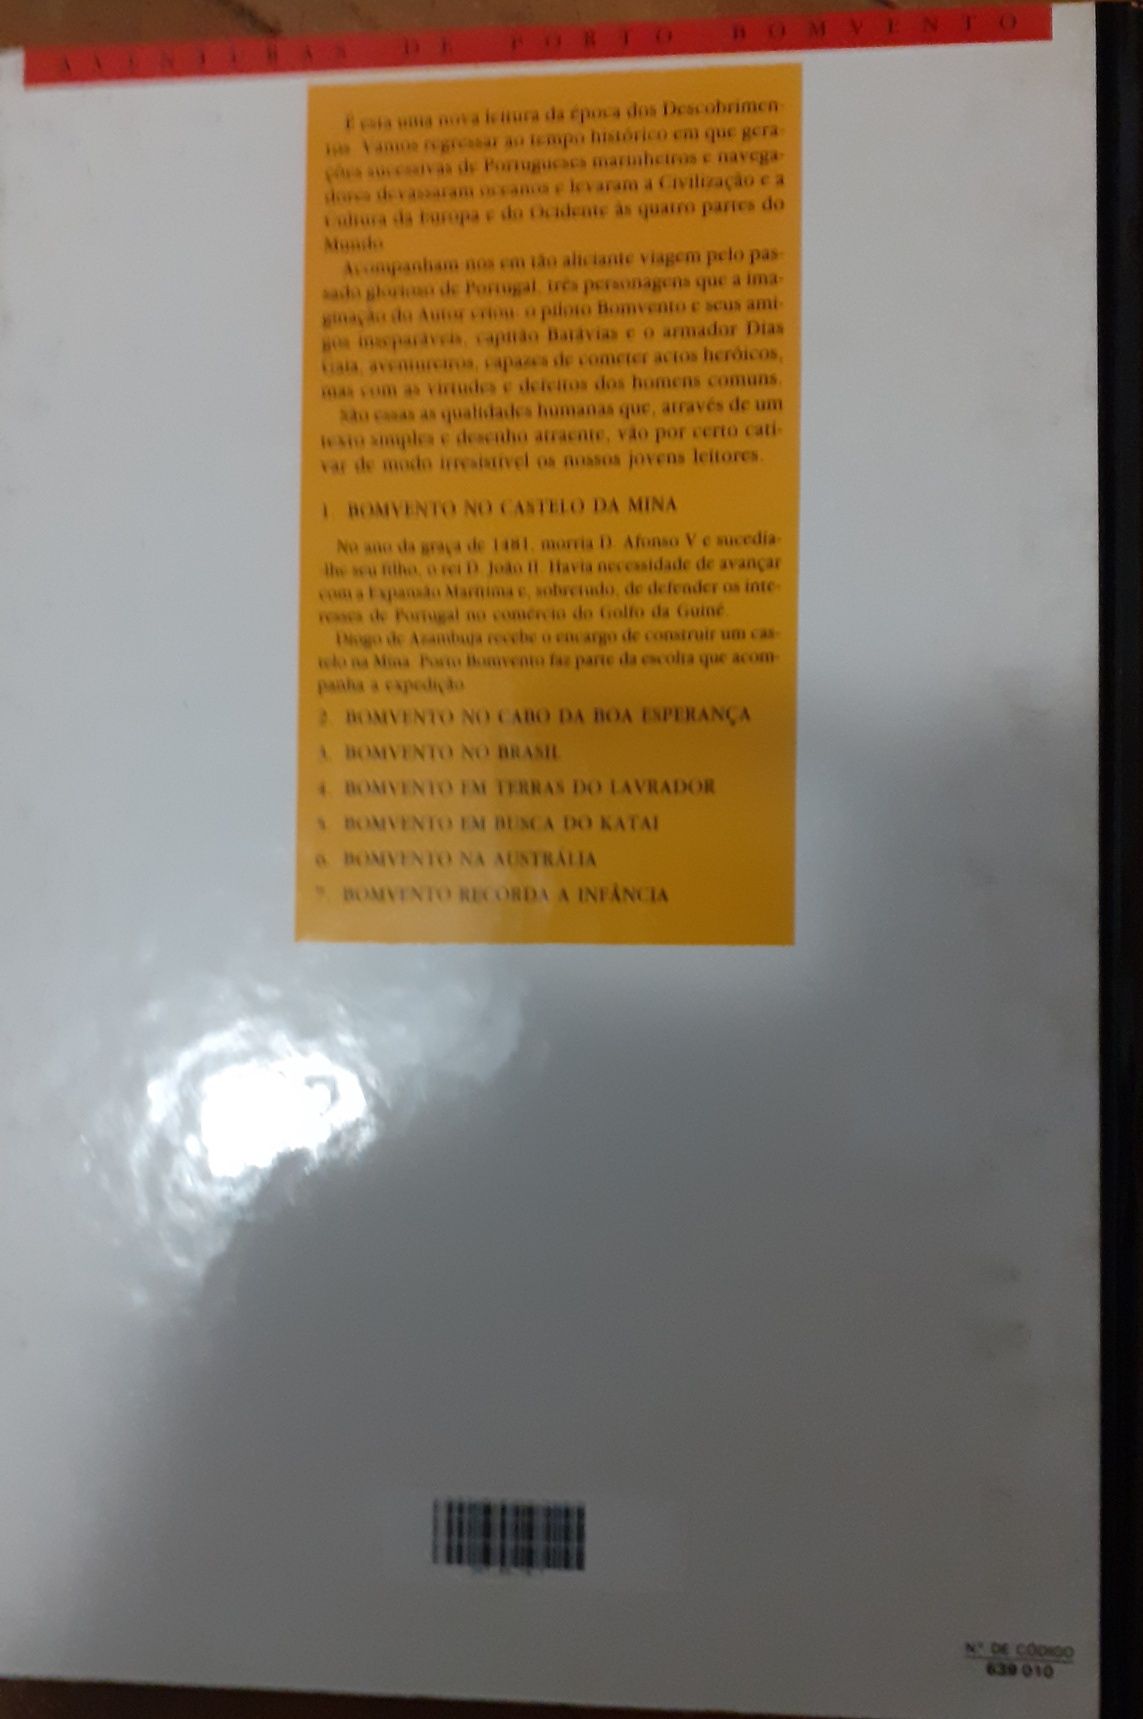 AVENTURAS DE PORTO BOMVENTO
É esta uma nova leitura da época dos Descobrimen-
tos. Vamos regressar ao tempo histórico em que gera-
ções sucessivas de Portugueses marinheiros e navega-
dores devassaram oceanos e levaram a Civilização e a
Cultura da Europa e do Ocidente às quatro partes do
Mundo.
Acompanham-nos em tão aliciante viagem pelo pas-
sado glorioso de Portugal, três personagens que a ima-
ginação do Autor criou: o piloto Bomvento e seus ami-
gos inseparáveis, capitão Batávias e o armador Dias
Gaia, aventureiros, capazes de cometer actos heróicos,
mas com as virtudes e defeitos dos homens comuns.
São essas as qualidades humanas que, através de um
texto simples e desenho atraente, vão por certo cati-
var de modo irresistível os nossos jovens leitores.
1. BOMVENTO NO CASTELO DA MINA
No ano da graça de 1481, morria D. Afonso V e sucedia-
-lhe seu filho, o rei D. João II. Havia necessidade de avançar
com a Expansão Marítima e, sobretudo, de defender os inte-
resses de Portugal no comércio do Golfo da Guiné.
Diogo de Azambuja recebe o encargo de construir um cas-
telo na Mina. Porto Bomvento faz parte da escolta que acom-
panha a expedição.
2. BOMVENTO NO CABO DA BOA ESPERANÇA
3. BOMVENTO NO BRASIL
4. BOMVENTO EM TERRAS DO LAVRADOR
5. BOMVENTO EM BUSCA DO KATAI
6. BOMVENTO NA AUSTRÁLIA
7. BOMVENTO RECORDA A INFÂNCIA
N.º DE CÓDIGO
639 010